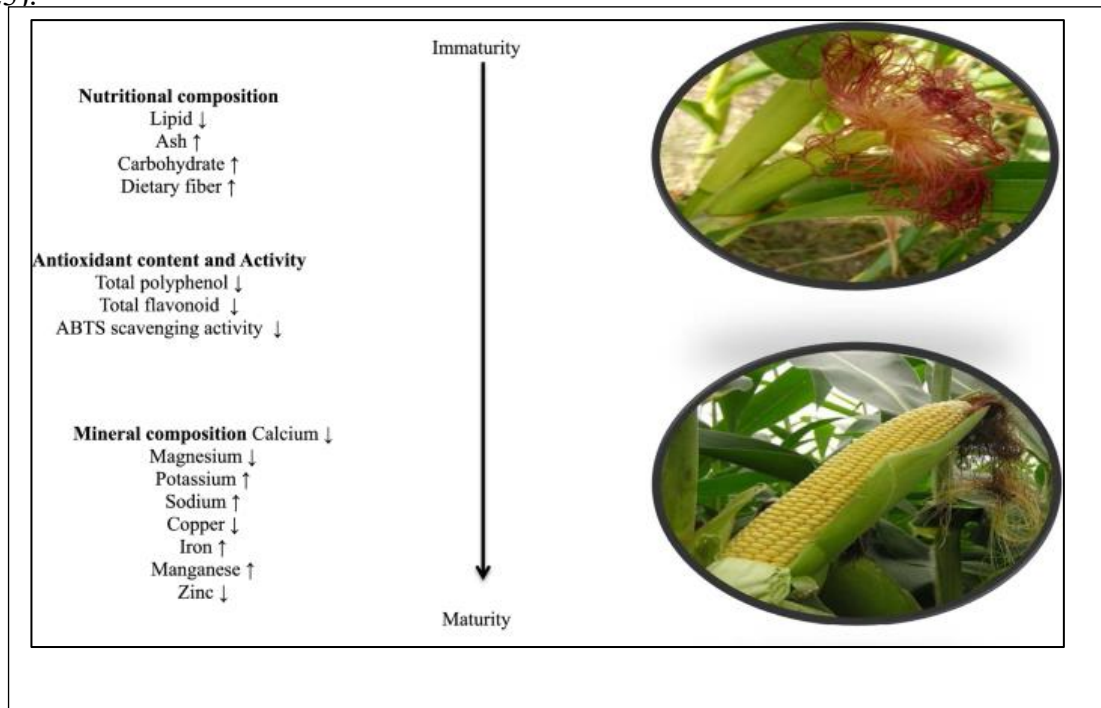 Immaturity
Nutritional composition
Lipid ↓
Ash ↑
Carbohydrate ↑
Dietary fiber ↑
Antioxidant content and Activity
Total polyphenol ↓
Total flavonoid ↓
ABTS scavenging activity ↓
Mineral composition Calcium ↓
Magnesium ↓
Potassium ↑
Sodium ↑
Copper ↓
Iron ↑
Manganese ↑
Zinc ↓
Maturity